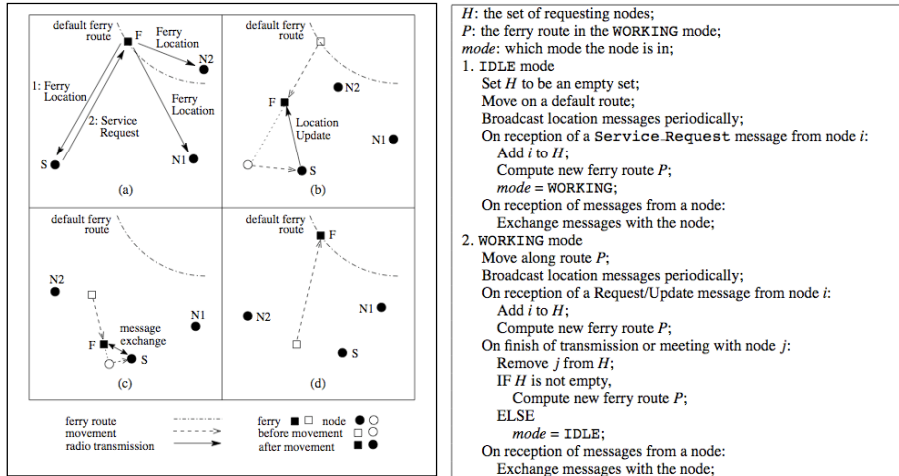 default ferry
route
F
Ferry
Location
N2
1: Ferry
Location
2: Service
Request
Ferry
Location
S
N1
(a)
default ferry
route
N2
F
Location
Update
N1
S
(b)
default ferry
route
N2
N1
message
exchange
F
S
(c)
default ferry
route
F
N1
N2
S
(d)
ferry route
movement
radio transmission
ferry node
before movement
after movement
H: the set of requesting nodes;
P: the ferry route in the WORKING mode;
mode: which mode the node is in;
1. IDLE mode
Set H to be an empty set;
Move on a default route;
Broadcast location messages periodically;
On reception of a Service_Request message from node i:
Add i to H;
Compute new ferry route P;
mode = WORKING;
On reception of messages from a node:
Exchange messages with the node;
2. WORKING mode
Move along route P;
Broadcast location messages periodically;
On reception of a Request/Update message from node i:
Add i to H;
Compute new ferry route P;
On finish of transmission or meeting with node j:
Remove j from H;
IF H is not empty,
Compute new ferry route P;
ELSE
mode = IDLE;
On reception of messages from a node:
Exchange messages with the node;